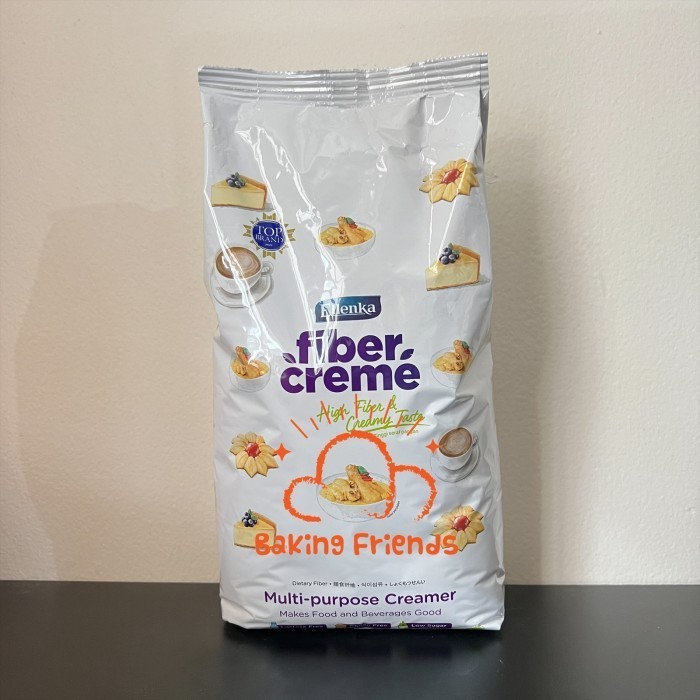 TOP
BRAND
Ellenka
fiber
creme
High Fiber &
Creamy Taste
Baking Friends
Dietary Fiber • 膳食纤维 • 식이섬유 • しょくもつせんい
Multi-purpose Creamer
Makes Food and Beverages Good
Free
Free
Low Sugar